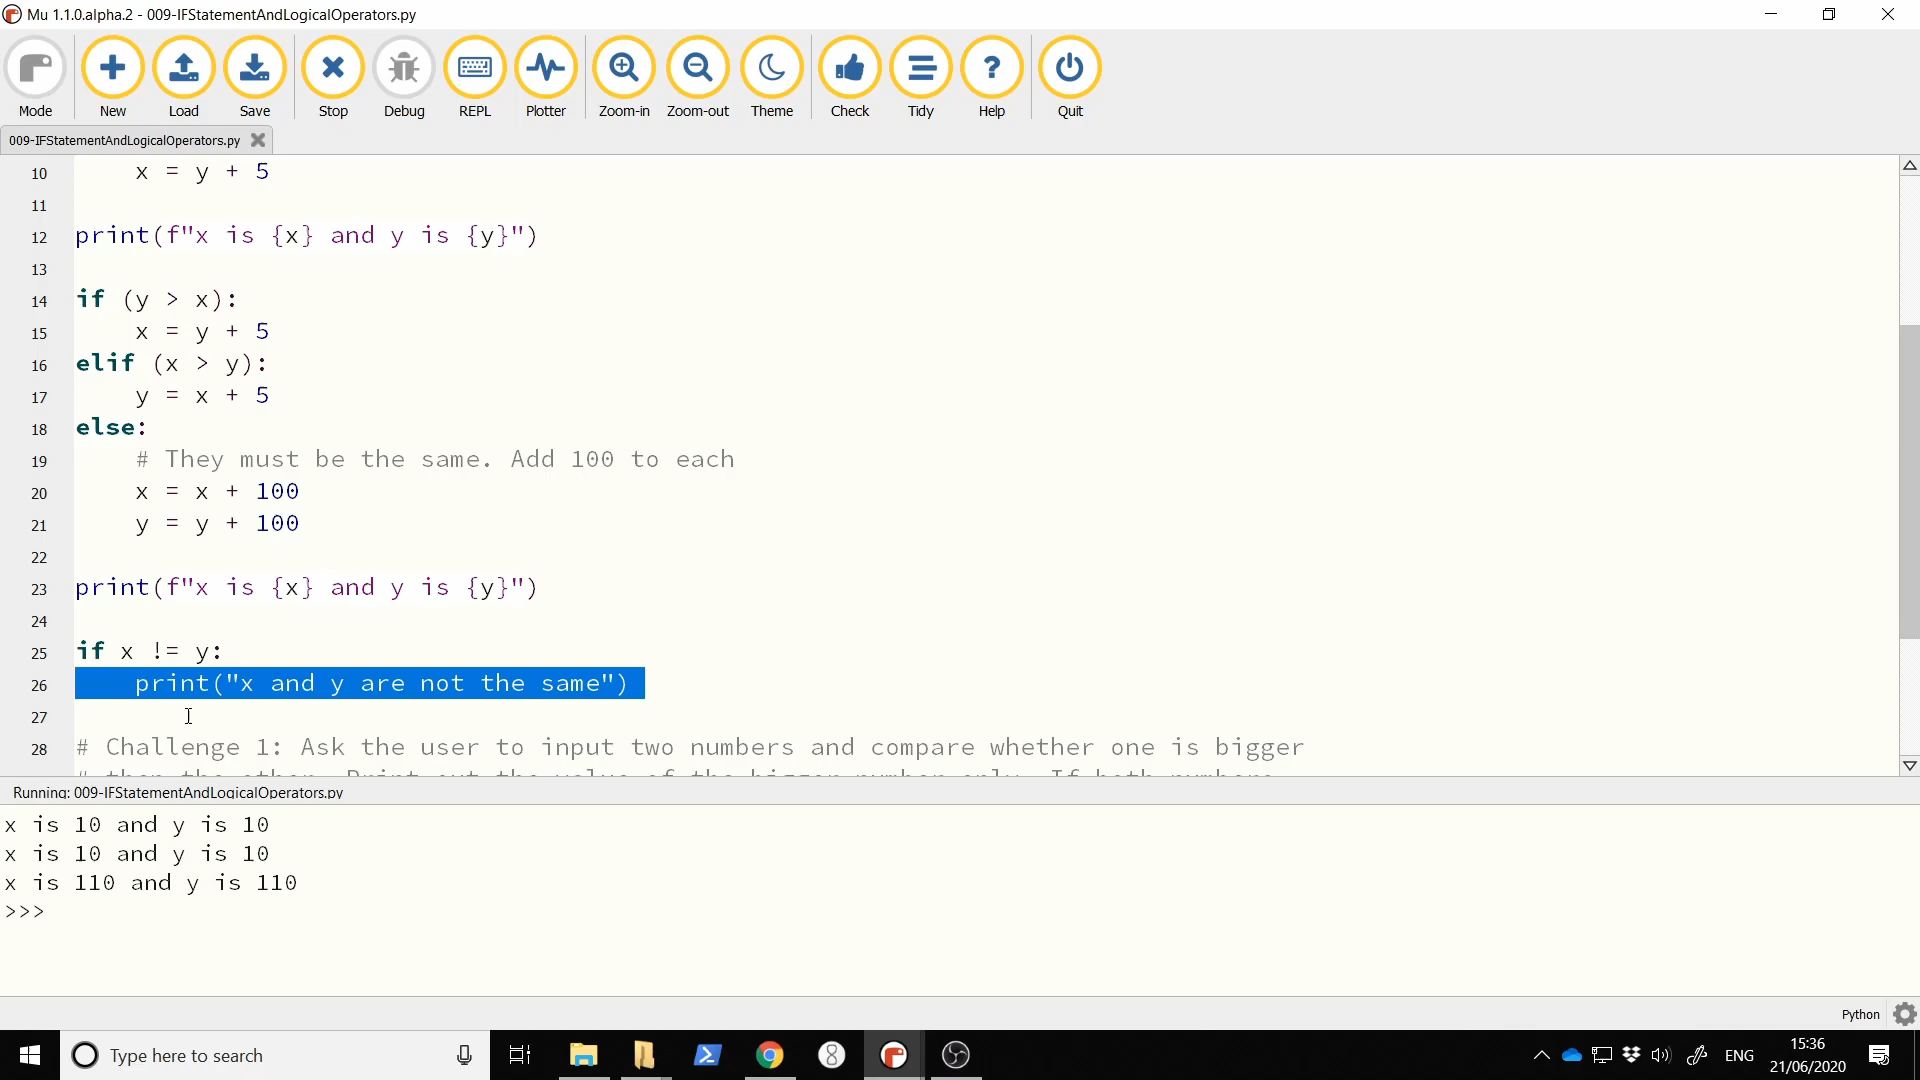 Mu 1.1.0.alpha.2 - 009-IFStatementAndLogicalOperators.py
Mode New Load Save Stop Debug REPL Plotter Zoom-in Zoom-out Theme Check Tidy Help Quit
009-IFStatementAndLogicalOperators.py
10 x = y + 5
11
12 print(f"x is {x} and y is {y}")
13
14 if (y > x):
15 x = y + 5
16 elif (x > y):
17 y = x + 5
18 else:
19 # They must be the same. Add 100 to each
20 x = x + 100
21 y = y + 100
22
23 print(f"x is {x} and y is {y}")
24
25 if x != y:
26 print("x and y are not the same")
27
28 # Challenge 1: Ask the user to input two numbers and compare whether one is bigger
Running: 009-IFStatementAndLogicalOperators.py
x is 10 and y is 10
x is 10 and y is 10
x is 110 and y is 110
>>>
Python
Type here to search
ENG
15:36
21/06/2020